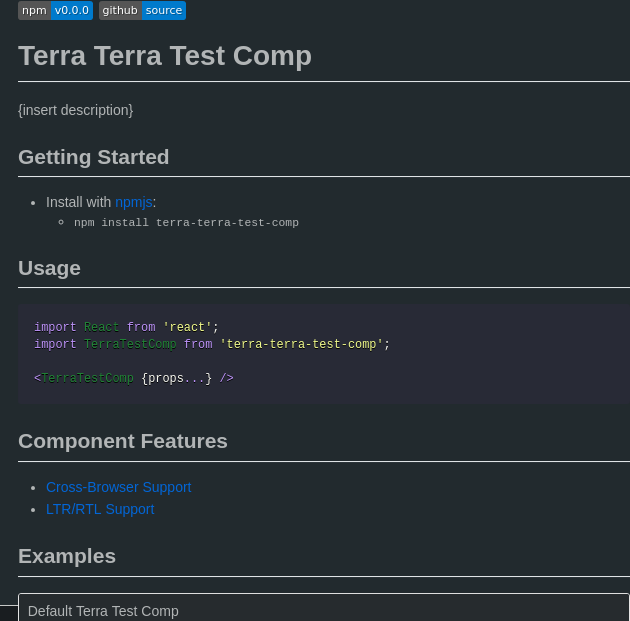 npm v0.0.0 github source
Terra Terra Test Comp
{insert description}
Getting Started
Install with npmjs:
npm install terra-terra-test-comp
Usage
import React from 'react';
import TerraTestComp from 'terra-terra-test-comp';
<TerraTestComp {props...} />
Component Features
Cross-Browser Support
LTR/RTL Support
Examples
Default Terra Test Comp